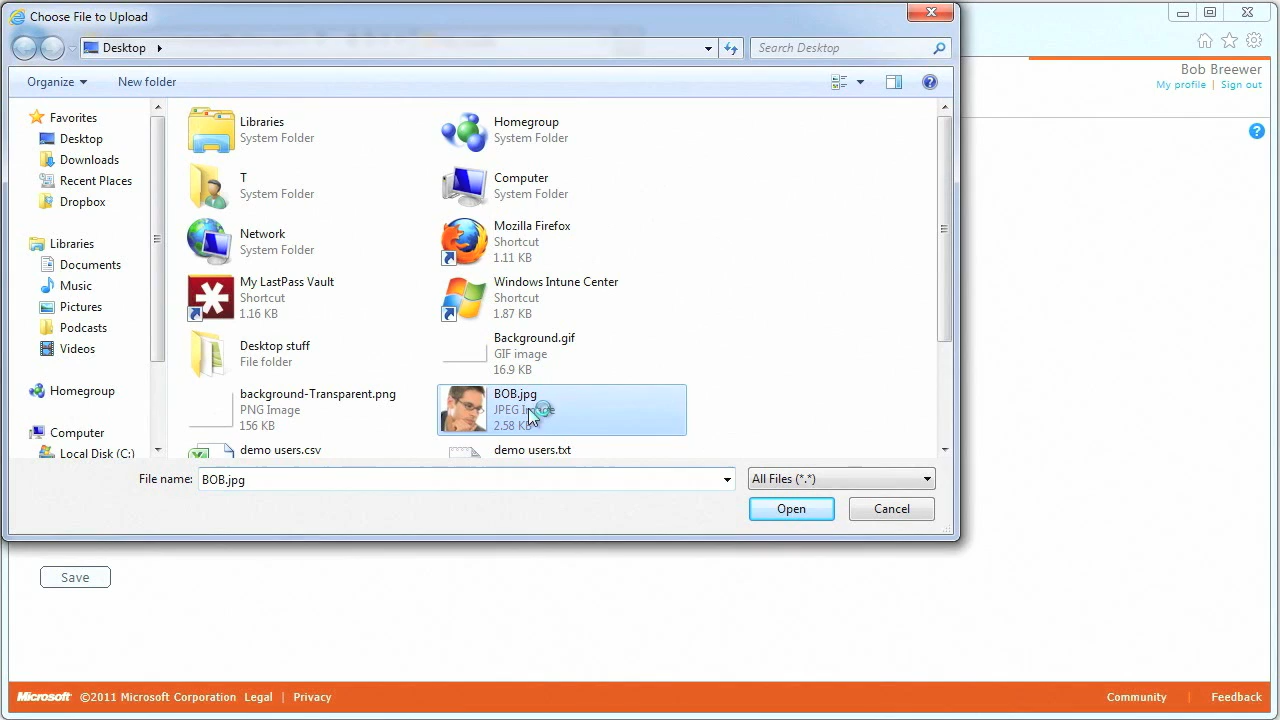 Choose File to Upload
Desktop
Search Desktop
Organize
New folder
Bob Breewer
My profile | Sign out
Favorites
Desktop
Downloads
Recent Places
Dropbox
Libraries
Documents
Music
Pictures
Podcasts
Videos
Homegroup
Computer
Local Disk (C:)
Libraries
System Folder
Homegroup
System Folder
T
System Folder
Computer
System Folder
Network
System Folder
Mozilla Firefox
Shortcut
1.11 KB
My LastPass Vault
Shortcut
1.16 KB
Windows Intune Center
Shortcut
1.87 KB
Desktop stuff
File folder
Background.gif
GIF image
16.9 KB
background-Transparent.png
PNG Image
156 KB
BOB.jpg
JPEG Image
2.58 KB
demo users.csv
demo users.txt
File name:
BOB.jpg
All Files (*.*)
Open
Cancel
Save
Microsoft ©2011 Microsoft Corporation Legal | Privacy
Community | Feedback